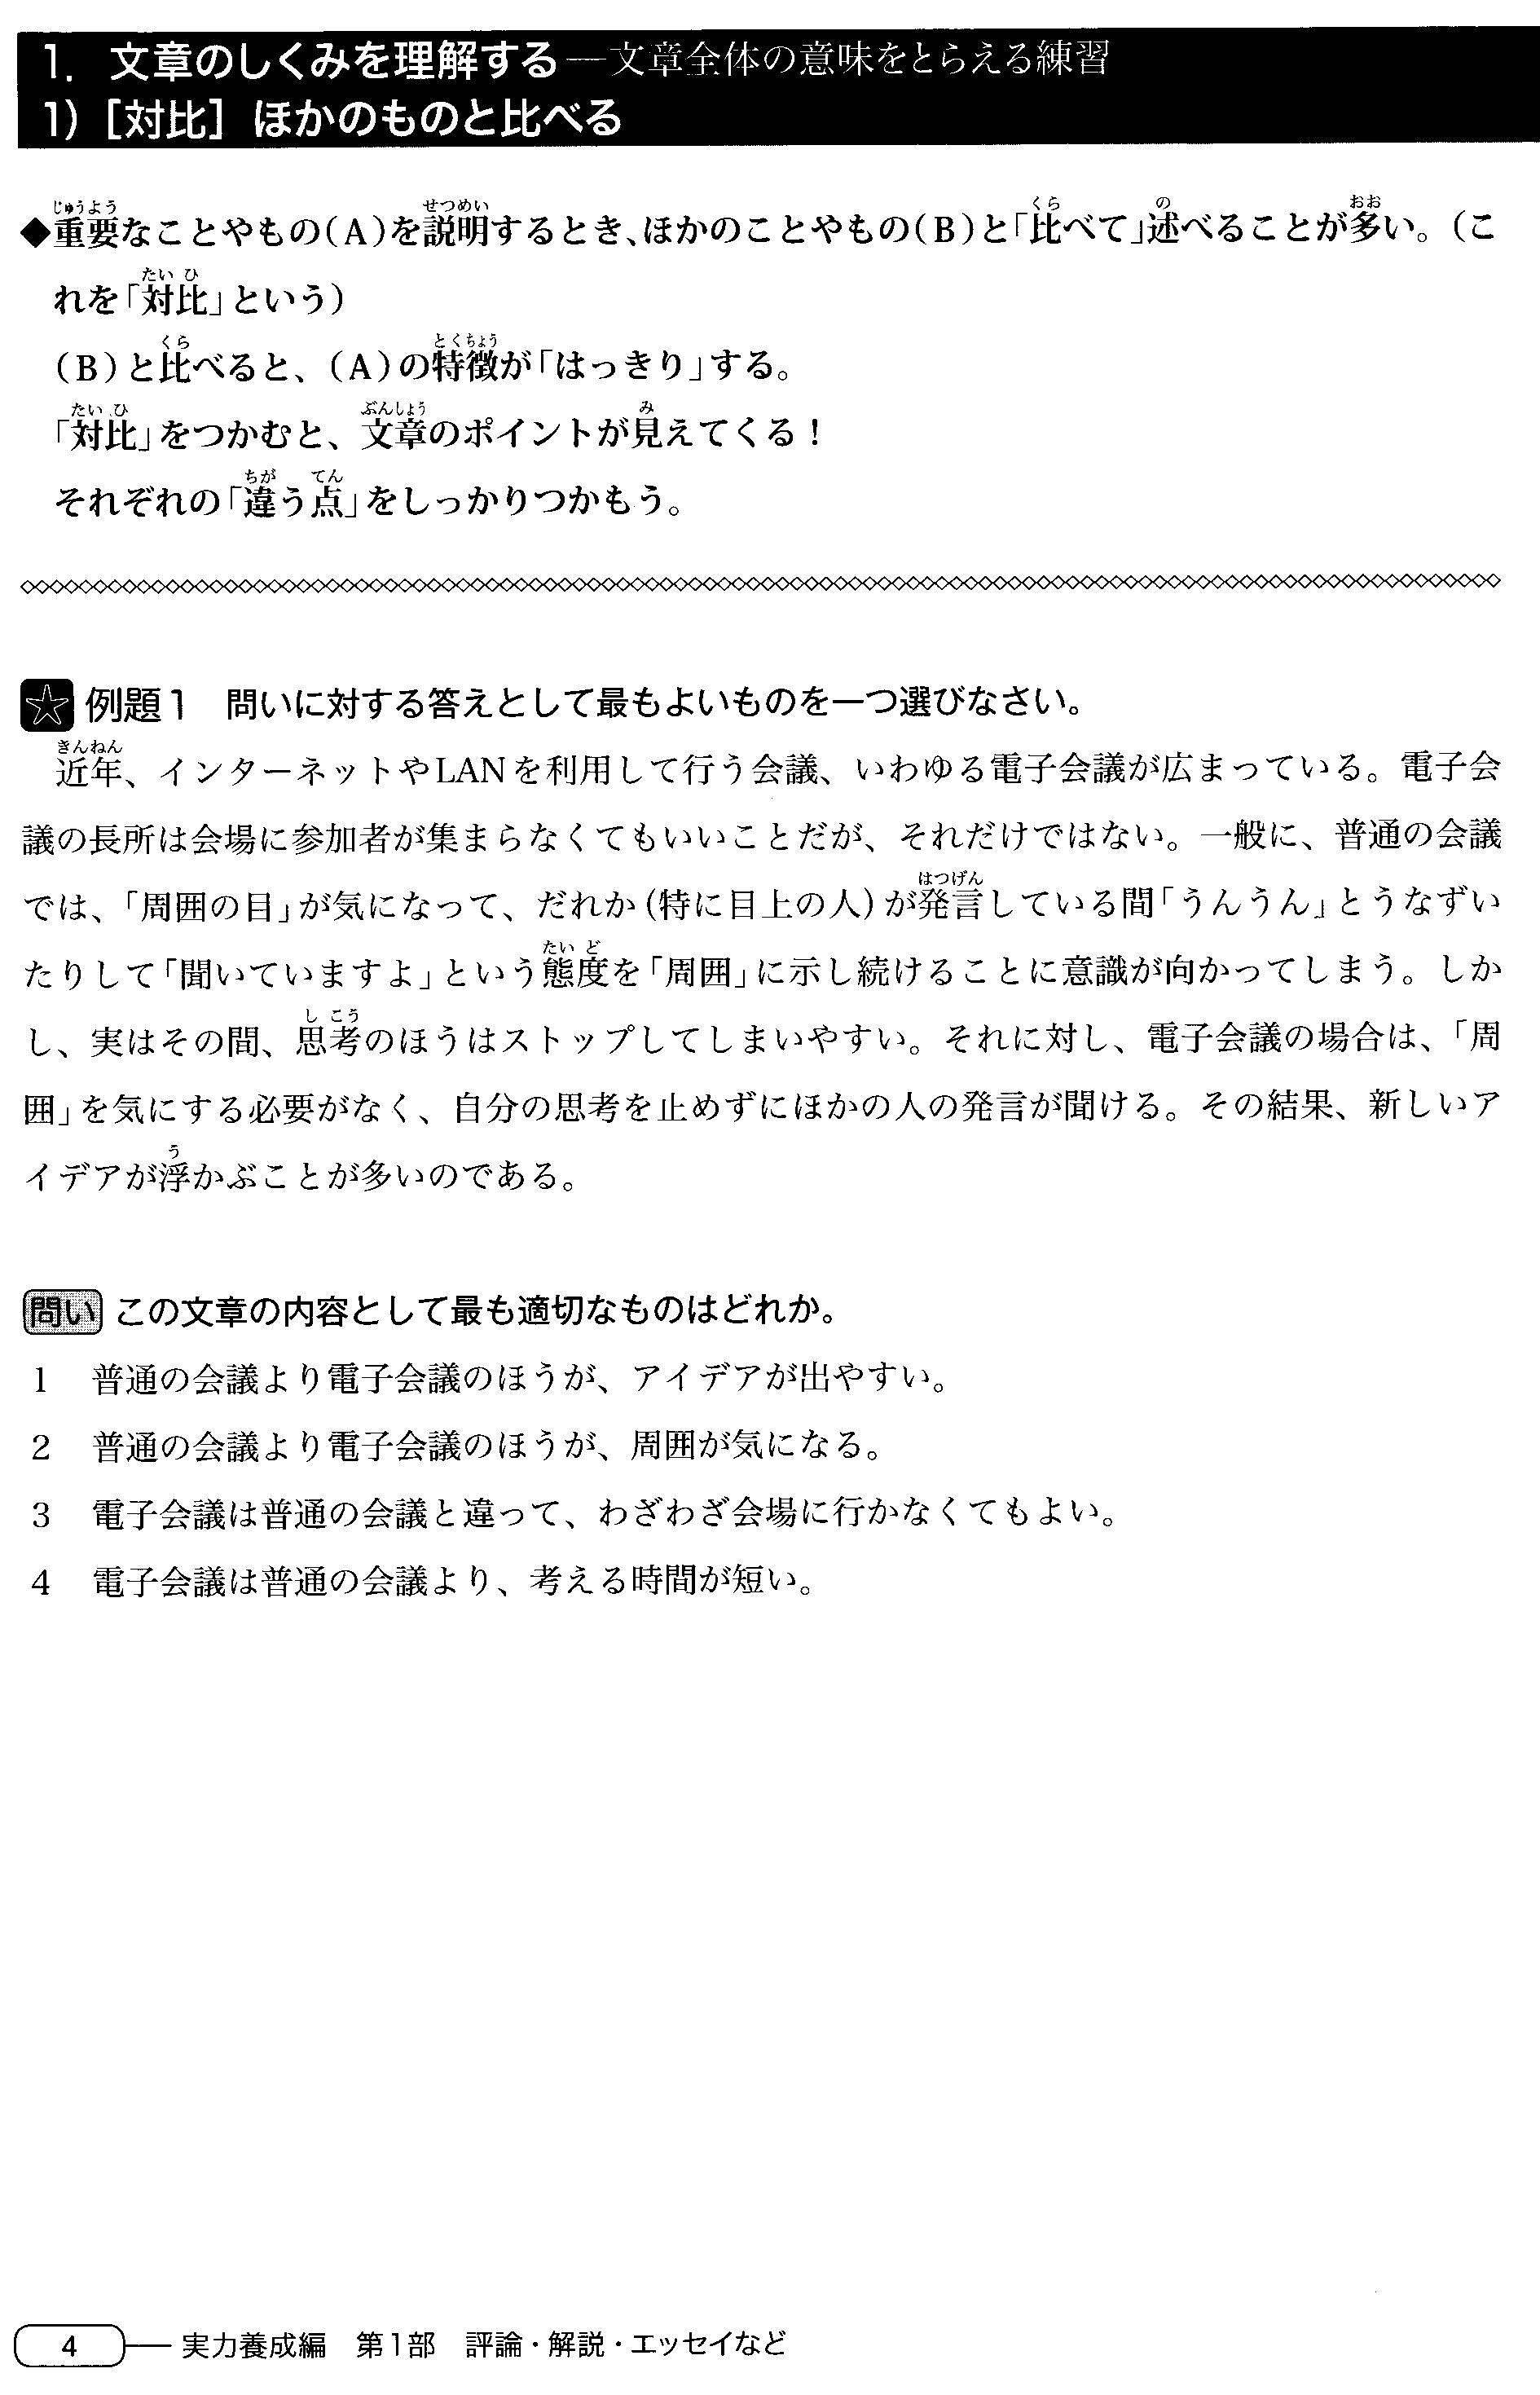 1. 文章のしくみを理解する―文章全体の意味をとらえる練習
1)［対比］ほかのものと比べる
◆重要なことやもの(A)を説明するとき、ほかのことやもの(B)と「比べて」述べることが多い。(こ
れを「対比」という)
(B)と比べると、(A)の特徴が「はっきり」する。
「対比」をつかむと、文章のポイントが見えてくる！
それぞれの「違う点」をしっかりつかもう。
☆ 例題1　問いに対する答えとして最もよいものを一つ選びなさい。
近年、インターネットやLANを利用して行う会議、いわゆる電子会議が広まっている。電子会
議の長所は会場に参加者が集まらなくてもいいことだが、それだけではない。一般に、普通の会議
では、「周囲の目」が気になって、だれか(特に目上の人)が発言している間「うんうん」とうなずい
たりして「聞いていますよ」という態度を「周囲」に示し続けることに意識が向かってしまう。しか
し、実はその間、思考のほうはストップしてしまいやすい。それに対し、電子会議の場合は、「周
囲」を気にする必要がなく、自分の思考を止めずにほかの人の発言が聞ける。その結果、新しいア
イデアが浮かぶことが多いのである。
問い この文章の内容として最も適切なものはどれか。
1　普通の会議より電子会議のほうが、アイデアが出やすい。
2　普通の会議より電子会議のほうが、周囲が気になる。
3　電子会議は普通の会議と違って、わざわざ会場に行かなくてもよい。
4　電子会議は普通の会議より、考える時間が短い。
4 実力養成編　第1部　評論・解説・エッセイなど